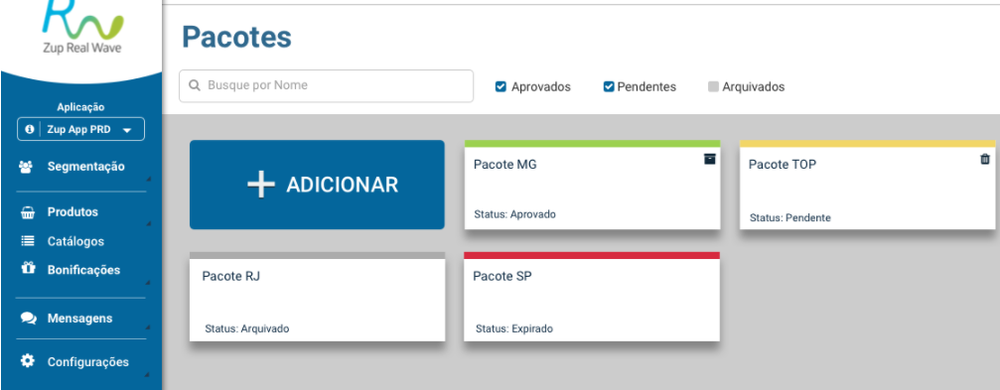 Zup Real Wave
Aplicação
Zup App PRD
Segmentação
Produtos
Catálogos
Bonificações
Mensagens
Configurações
Pacotes
Busque por Nome
Aprovados
Pendentes
Arquivados
ADICIONAR
Pacote MG
Status: Aprovado
Pacote TOP
Status: Pendente
Pacote RJ
Status: Arquivado
Pacote SP
Status: Expirado